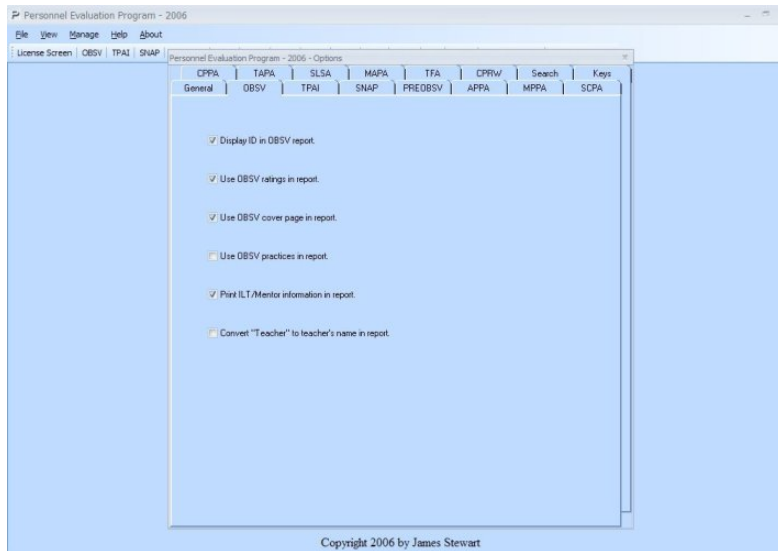 Personnel Evaluation Program - 2006
File View Manage Help About
License Screen OBSV TPAI SNAP
Personnel Evaluation Program - 2006 - Options
CPPA TAPA SLSA MAPA TFA CPRW Search Keys
General OBSV TPAI SNAP PREOBSV APPA MPPA SCPA
Display ID in OBSV report.
Use OBSV ratings in report.
Use OBSV cover page in report.
Use OBSV practices in report.
Print ILT/Mentor information in report.
Convert "Teacher" to teacher's name in report.
Copyright 2006 by James Stewart